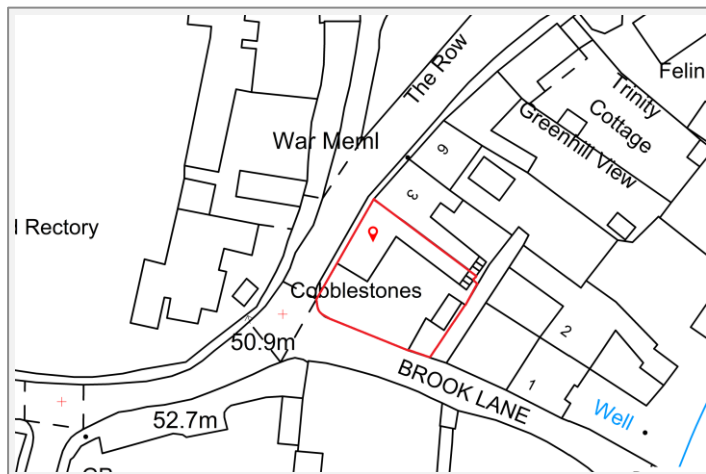 The Row
Felin
Trinity
Cottage
Greenhill View
War Meml
6
3
l Rectory
Cobblestones
50.9m
2
BROOK LANE
1
Well
52.7m